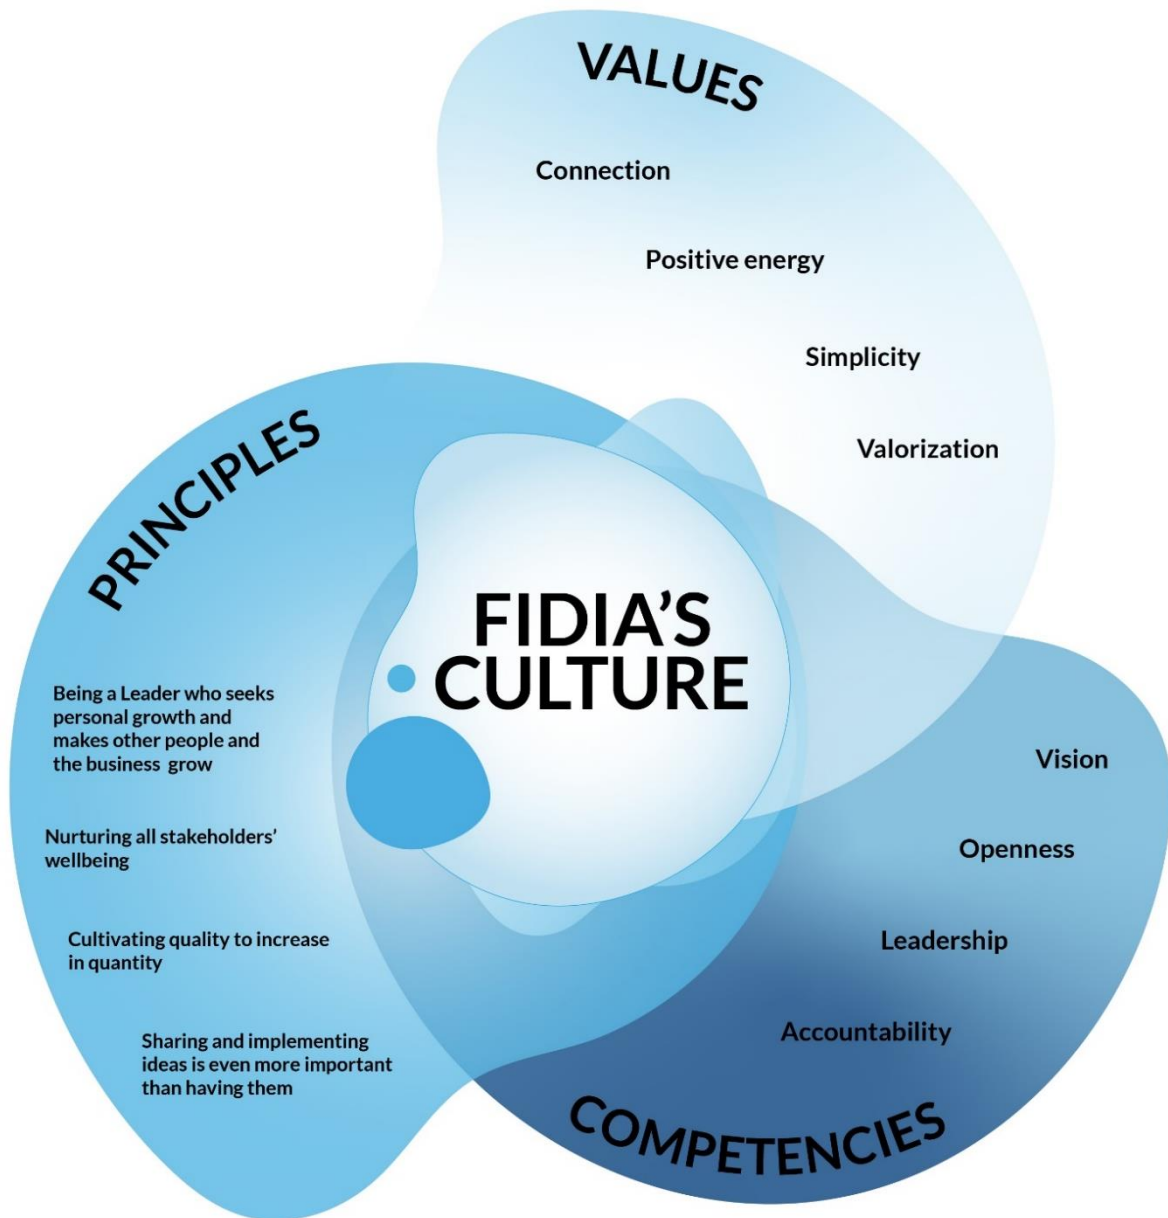 VALUES
Connection
Positive energy
Simplicity
Valorization
PRINCIPLES
Being a Leader who seeks
personal growth and
makes other people and
the business grow
Nurturing all stakeholders'
wellbeing
Cultivating quality to increase
in quantity
Sharing and implementing
ideas is even more important
than having them
FIDIA'S
CULTURE
Vision
Openness
Leadership
Accountability
COMPETENCIES